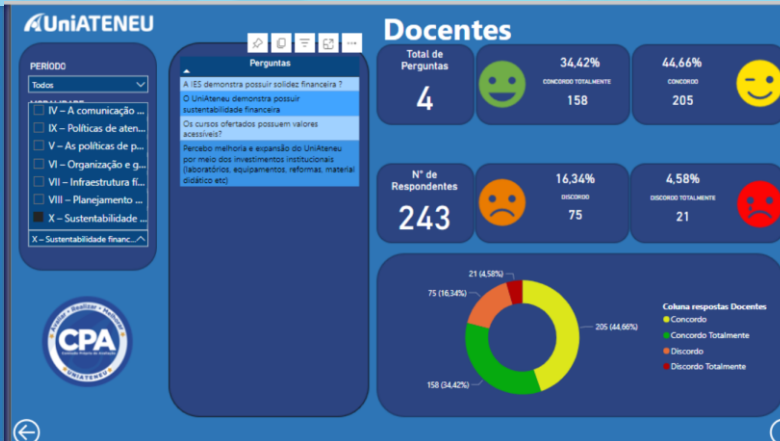 UniATENEU
PERÍODO
Todos
IV – A comunicação ...
IX – Políticas de aten...
V – As políticas de p...
VI – Organização e g...
VII – Infraestrutura fí...
VIII – Planejamento ...
X – Sustentabilidade ...
X – Sustentabilidade financ...
CPA
UNIATENEU
Perguntas
A IES demonstra possuir solidez financeira ?
O UniAteneu demonstra possuir
sustentabilidade financeira
Os cursos ofertados possuem valores
acessíveis?
Percebo melhoria e expansão do UniAteneu
por meio dos investimentos institucionais
(laboratórios, equipamentos, reformas, material
didático etc)
Docentes
Total de
Perguntas
4
34,42%
CONCORDO TOTALMENTE
158
44,66%
CONCORDO
205
N° de
Respondentes
243
16,34%
DISCORDO
75
4,58%
DISCORDO TOTALMENTE
21
21 (4,58%)
75 (16,34%)
205 (44,66%)
158 (34,42%)
Coluna respostas Docentes
Concordo
Concordo Totalmente
Discordo
Discordo Totalmente